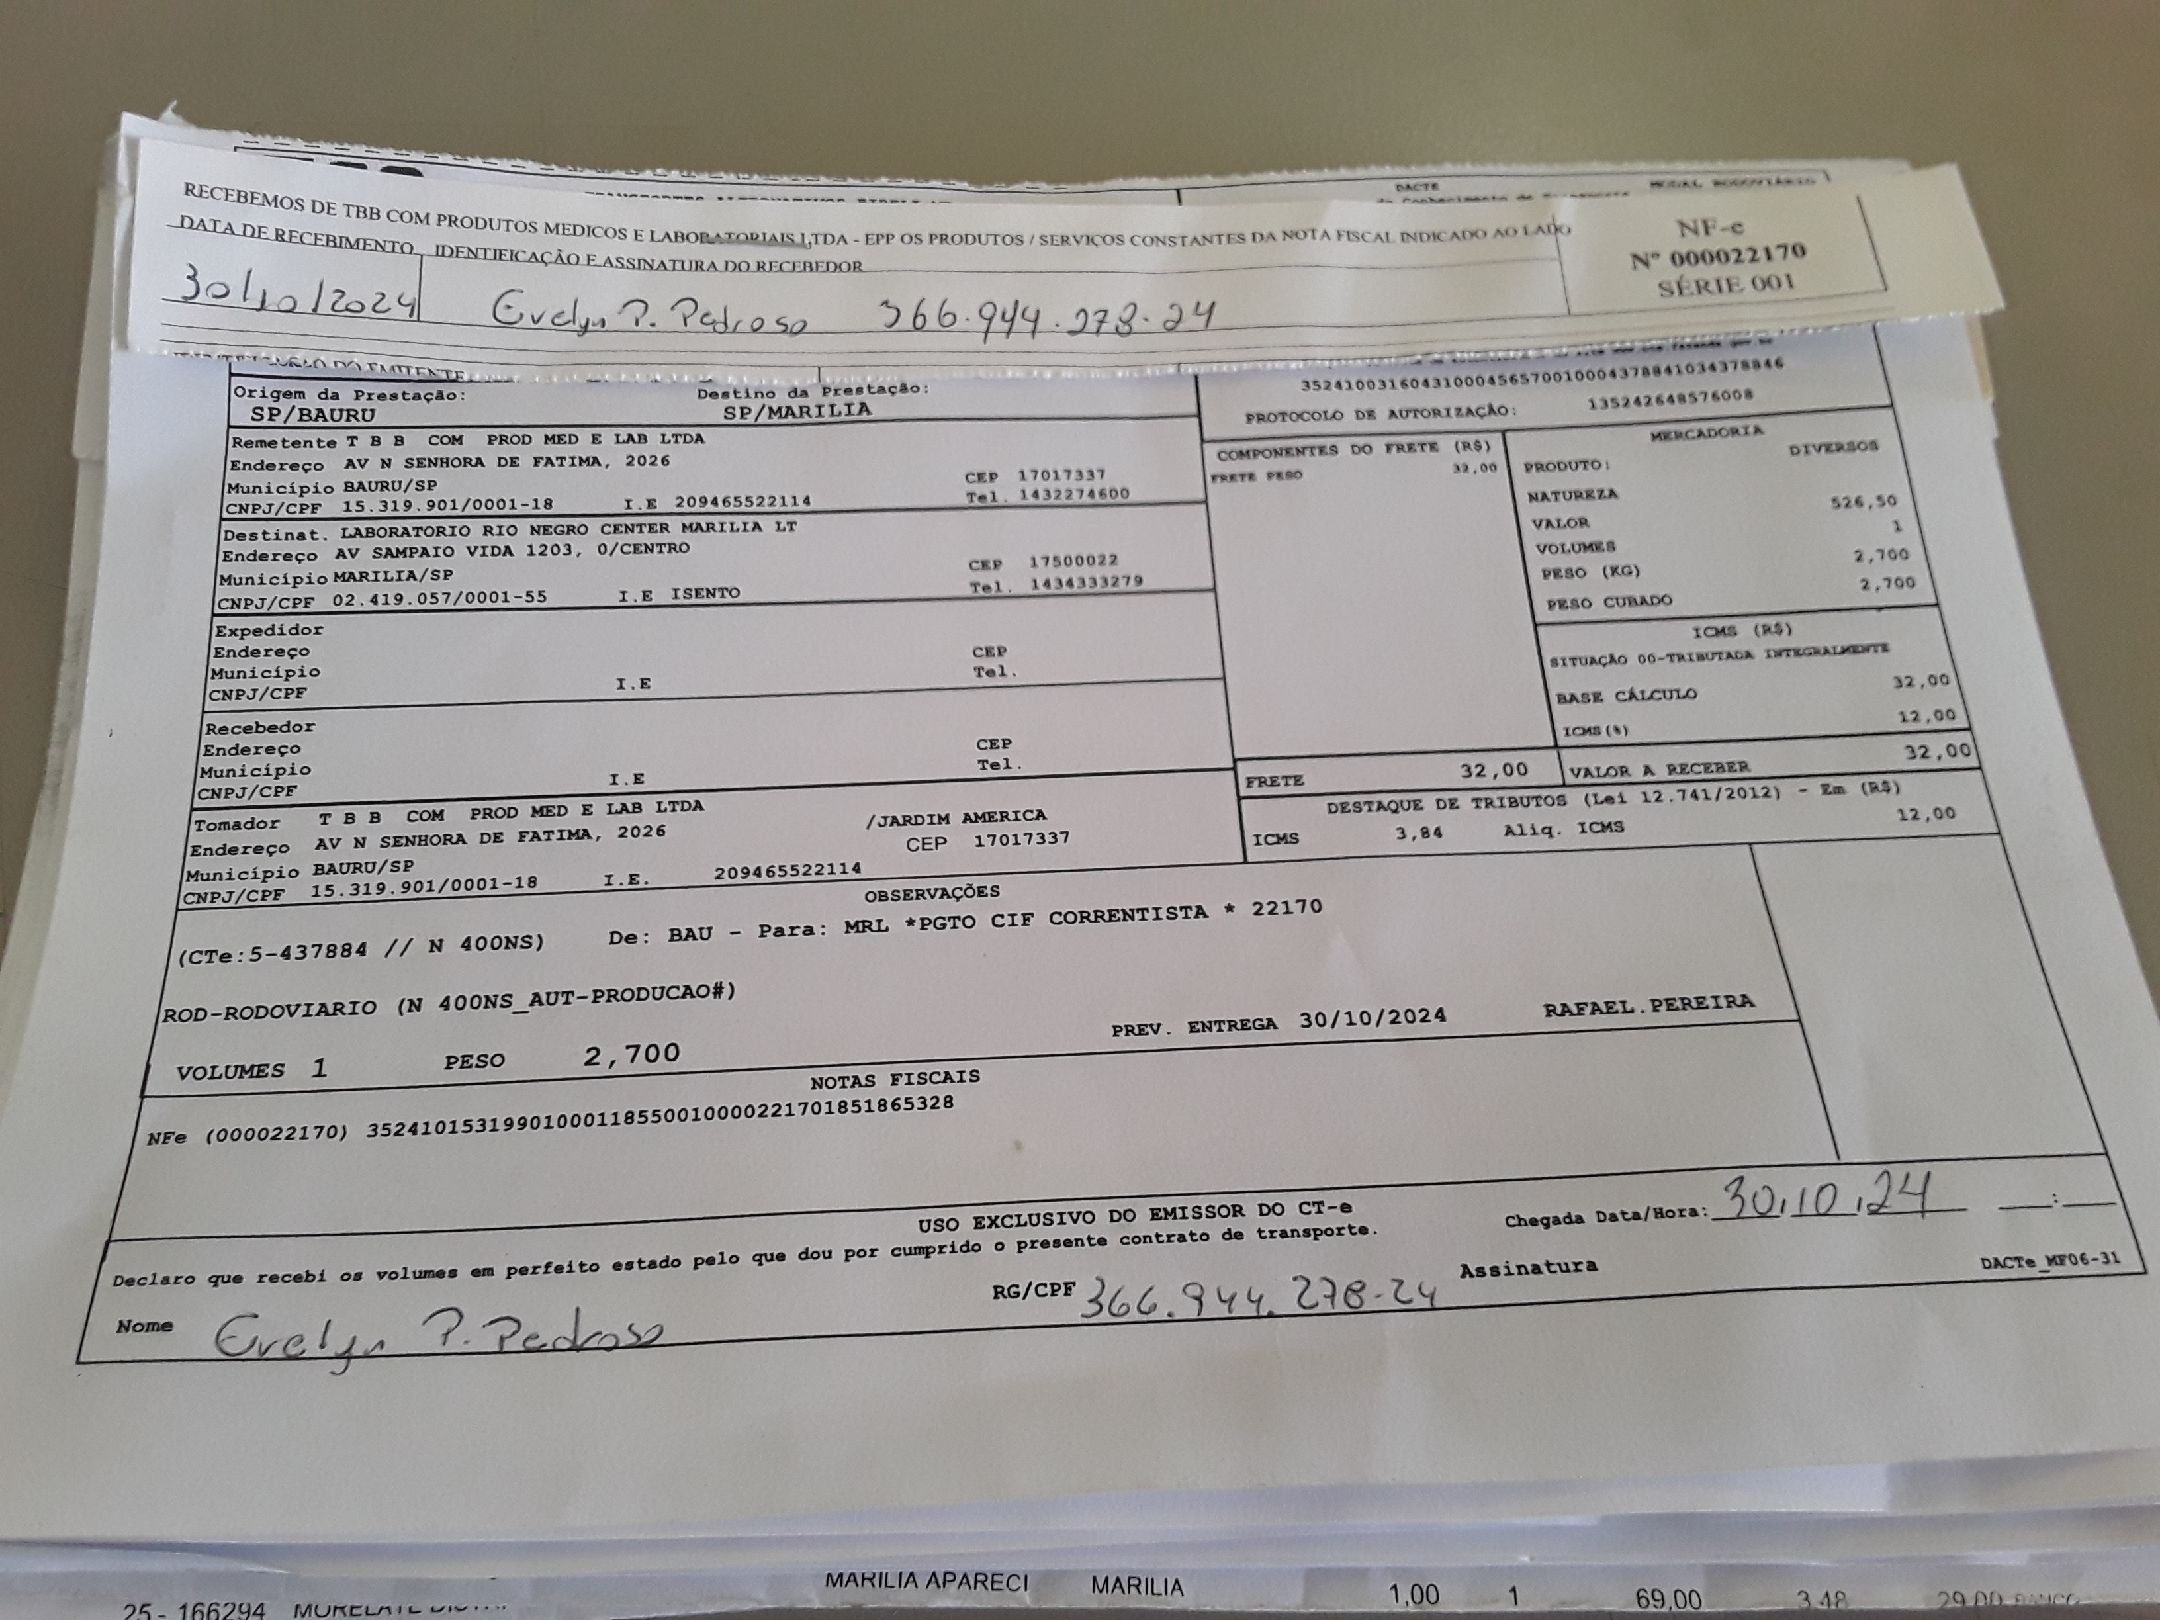 DACTE
MODAL RODOVIÁRIO
RECEBEMOS DE TBB COM PRODUTOS MEDICOS E LABORATORIAIS LTDA - EPP OS PRODUTOS / SERVIÇOS CONSTANTES DA NOTA FISCAL INDICADO AO LADO
DATA DE RECEBIMENTO IDENTIFICAÇÃO E ASSINATURA DO RECEBEDOR
NF-e
Nº 000022170
SÉRIE 001
30/10/2024 Evelyn P. Pedroso 366.944.278-24
Origem da Prestação: Destino da Prestação:
SP/BAURU SP/MARILIA
35241003160431000456570010004378841034378846
PROTOCOLO DE AUTORIZAÇÃO: 135242648576008
Remetente T B B COM PROD MED E LAB LTDA
Endereço AV N SENHORA DE FATIMA, 2026
Município BAURU/SP CEP 17017337
CNPJ/CPF 15.319.901/0001-18 I.E 209465522114 Tel. 1432274600
Destinat. LABORATORIO RIO NEGRO CENTER MARILIA LT
Endereço AV SAMPAIO VIDA 1203, 0/CENTRO
Município MARILIA/SP CEP 17500022
CNPJ/CPF 02.419.057/0001-55 I.E ISENTO Tel. 1434333279
Expedidor
Endereço CEP
Município Tel.
CNPJ/CPF I.E
Recebedor
Endereço CEP
Município Tel.
CNPJ/CPF I.E
Tomador T B B COM PROD MED E LAB LTDA
Endereço AV N SENHORA DE FATIMA, 2026 /JARDIM AMERICA
Município BAURU/SP CEP 17017337
CNPJ/CPF 15.319.901/0001-18 I.E. 209465522114
COMPONENTES DO FRETE (R$)
FRETE PESO 32,00
MERCADORIA
PRODUTO: DIVERSOS
NATUREZA
VALOR 526,50
VOLUMES 1
PESO (KG) 2,700
PESO CUBADO 2,700
ICMS (R$)
SITUAÇÃO 00-TRIBUTADA INTEGRALMENTE
BASE CÁLCULO 32,00
ICMS(%) 12,00
FRETE 32,00 VALOR A RECEBER 32,00
DESTAQUE DE TRIBUTOS (Lei 12.741/2012) - Em (R$)
ICMS 3,84 Aliq. ICMS 12,00
OBSERVAÇÕES
(CTe:5-437884 // N 400NS) De: BAU - Para: MRL *PGTO CIF CORRENTISTA * 22170
ROD-RODOVIARIO (N 400NS_AUT-PRODUCAO#)
VOLUMES 1 PESO 2,700 PREV. ENTREGA 30/10/2024 RAFAEL.PEREIRA
NOTAS FISCAIS
NFe (000022170) 35241015319901000118550010000221701851865328
USO EXCLUSIVO DO EMISSOR DO CT-e
Declaro que recebi os volumes em perfeito estado pelo que dou por cumprido o presente contrato de transporte.
Chegada Data/Hora: 30/10/24 __:__
Nome Evelyn P. Pedroso RG/CPF 366.944.278-24 Assinatura
DACTe_MF06-31
MARILIA APARECI MARILIA 1,00 1 69,00 3,48 29,00
25 - 166294